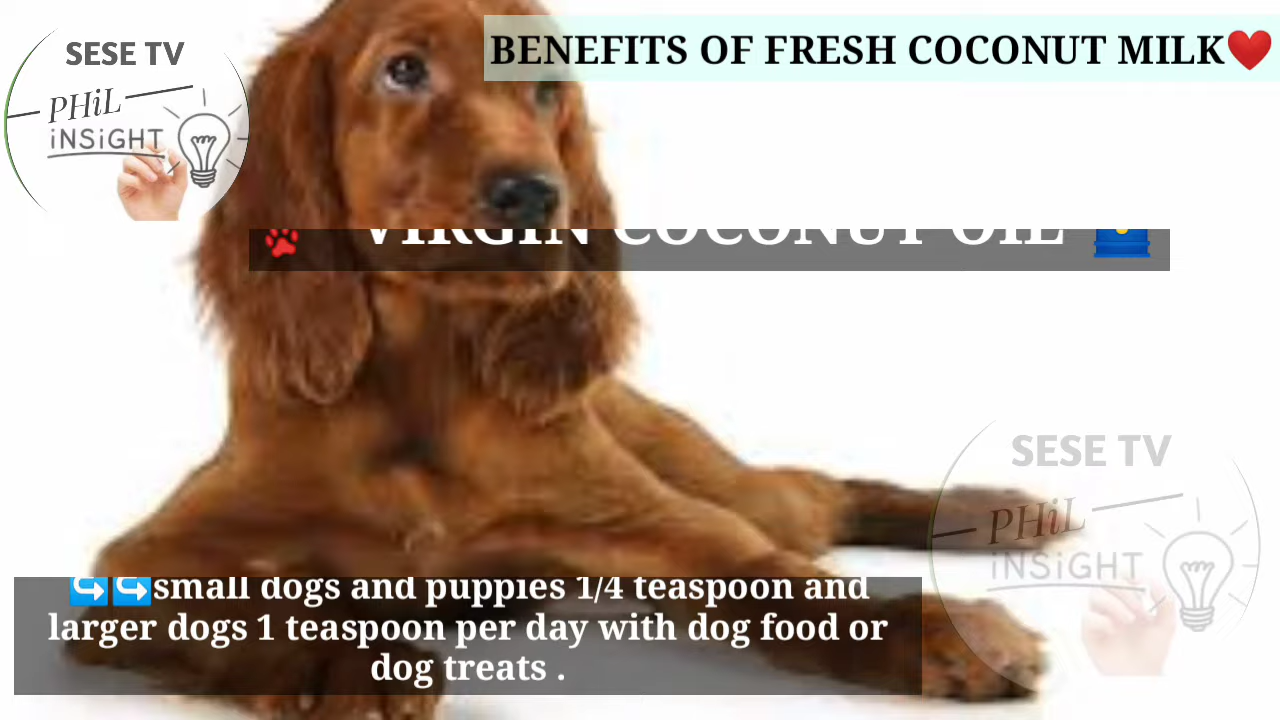 SESE TV
PHiL
iNSiGHT
BENEFITS OF FRESH COCONUT MILK❤️
🐾 VIRGIN COCONUT OIL
↪️↪️small dogs and puppies 1/4 teaspoon and
larger dogs 1 teaspoon per day with dog food or
dog treats .
SESE TV
PHiL
iNSiGHT